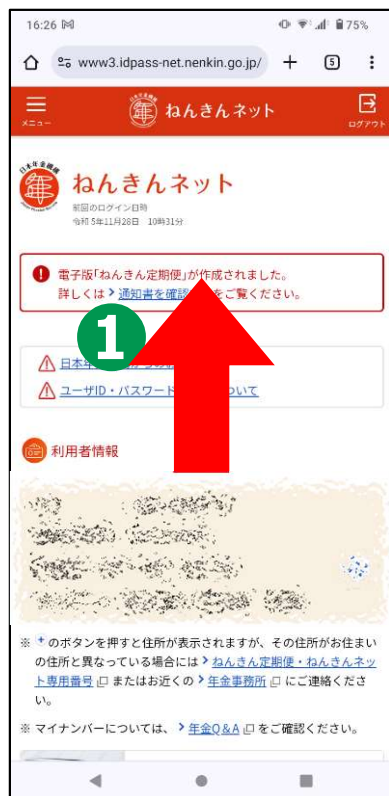 16:26 75%
www3.idpass-net.nenkin.go.jp/ + 5
メニュー ねんきんネット ログアウト
日本年金機構
年 ねんきんネット
前回のログイン日時
令和 5年11月28日 10時31分
電子版「ねんきん定期便」が作成されました。
詳しくは 通知書を確認 をご覧ください。
1
日本年
ユーザID・パスワード ついて
利用者情報
※ + のボタンを押すと住所が表示されますが、その住所がお住まい
の住所と異なっている場合には ねんきん定期便・ねんきんネッ
ト専用番号 またはお近くの 年金事務所 にご連絡くださ
い。
※ マイナンバーについては、 年金Q&A をご確認ください。